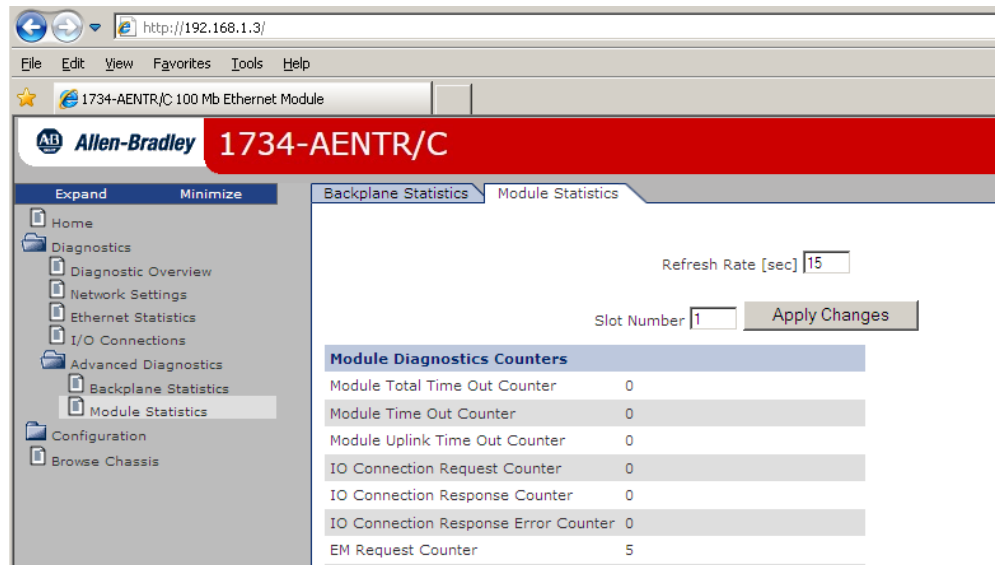 http://192.168.1.3/
File Edit View Favorites Tools Help
1734-AENTR/C 100 Mb Ethernet Module
AB Allen-Bradley 1734-AENTR/C
Expand Minimize
Home
Diagnostics
Diagnostic Overview
Network Settings
Ethernet Statistics
I/O Connections
Advanced Diagnostics
Backplane Statistics
Module Statistics
Configuration
Browse Chassis
Backplane Statistics Module Statistics
Refresh Rate [sec] 15
Slot Number 1 Apply Changes
Module Diagnostics Counters
Module Total Time Out Counter 0
Module Time Out Counter 0
Module Uplink Time Out Counter 0
IO Connection Request Counter 0
IO Connection Response Counter 0
IO Connection Response Error Counter 0
EM Request Counter 5